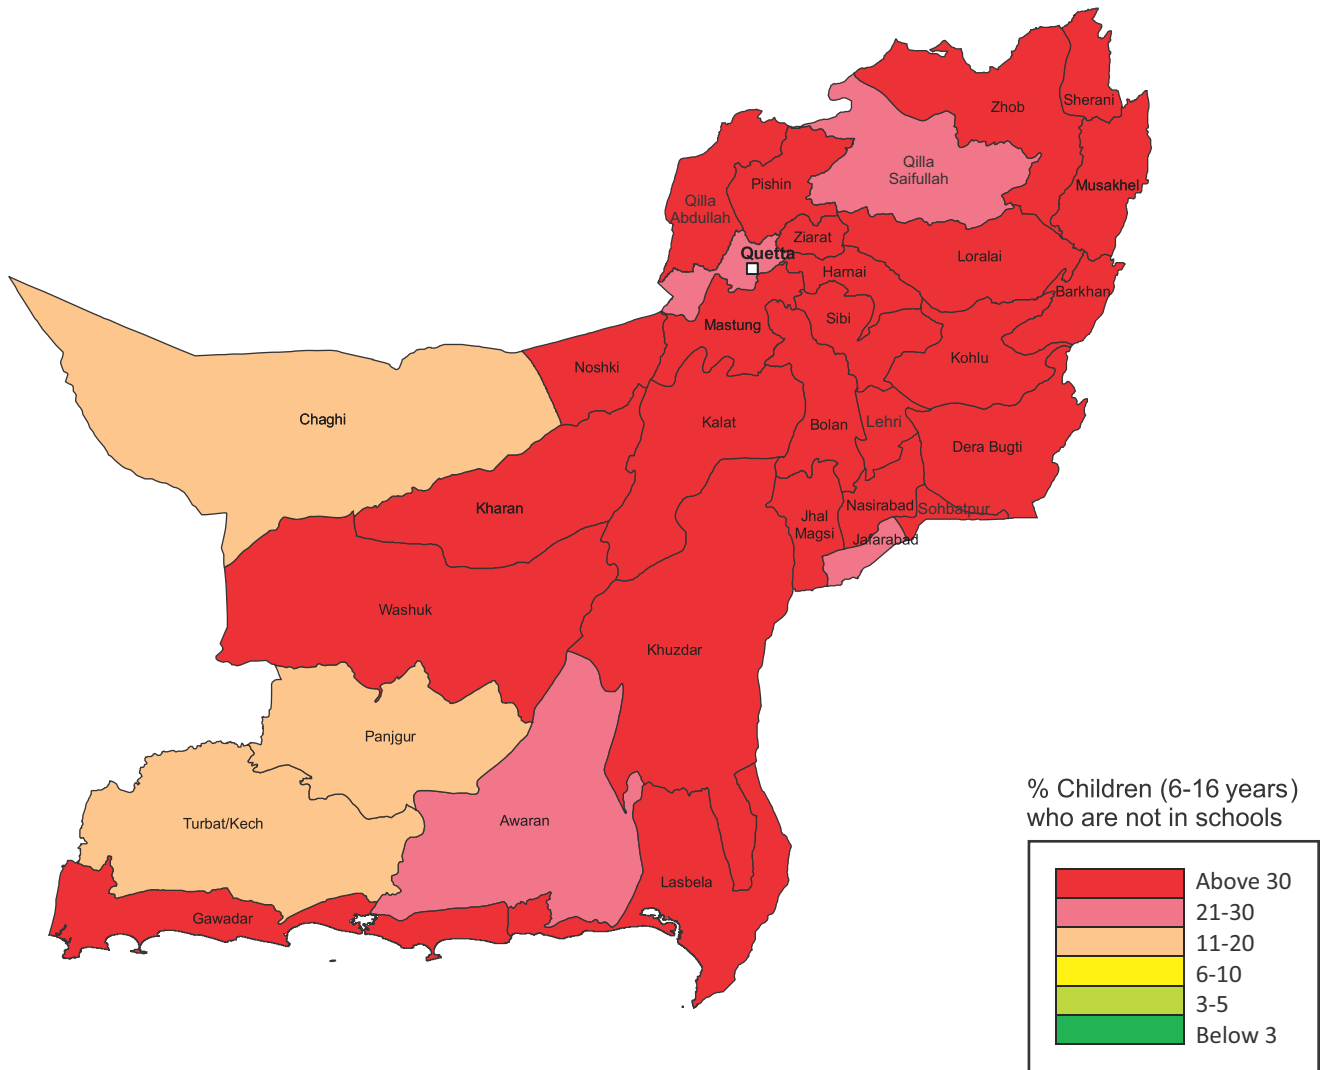 Zhob
Sherani
Qilla
Saifullah
Pishin
Musakhel
Qilla
Abdullah
Ziarat
Quetta
Loralai
Harnai
Barkhan
Sibi
Mastung
Kohlu
Noshki
Chaghi
Kalat
Bolan
Lehri
Dera Bugti
Kharan
Nasirabad
Sohbatpur
Jhal
Magsi
Jafarabad
Washuk
Khuzdar
Panjgur
Turbat/Kech
Awaran
Lasbela
Gawadar
% Children (6-16 years)
who are not in schools
Above 30
21-30
11-20
6-10
3-5
Below 3